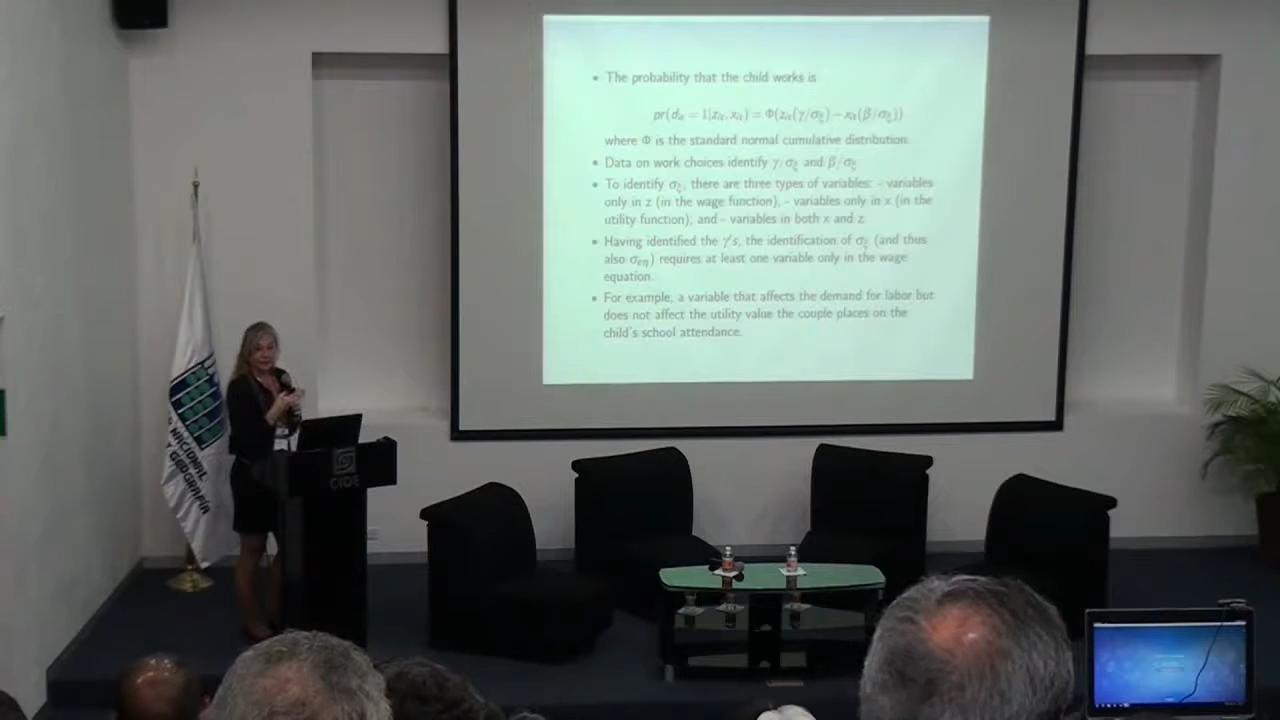 • The probability that the child works is
pr(d_it = 1|z_it, x_it) = Φ(z_it(γ/σ_ξ) − x_it(β/σ_ξ))
where Φ is the standard normal cumulative distribution.
• Data on work choices identify γ/σ_ξ and β/σ_ξ
• To identify σ_ξ, there are three types of variables: - variables
only in z (in the wage function), - variables only in x (in the
utility function), and - variables in both x and z
• Having identified the γ's, the identification of σ_ξ (and thus
also σ_εη) requires at least one variable only in the wage
equation.
• For example, a variable that affects the demand for labor but
does not affect the utility value the couple places on the
child's school attendance.
NACIONAL
GEOGRAFÍA
CIDE